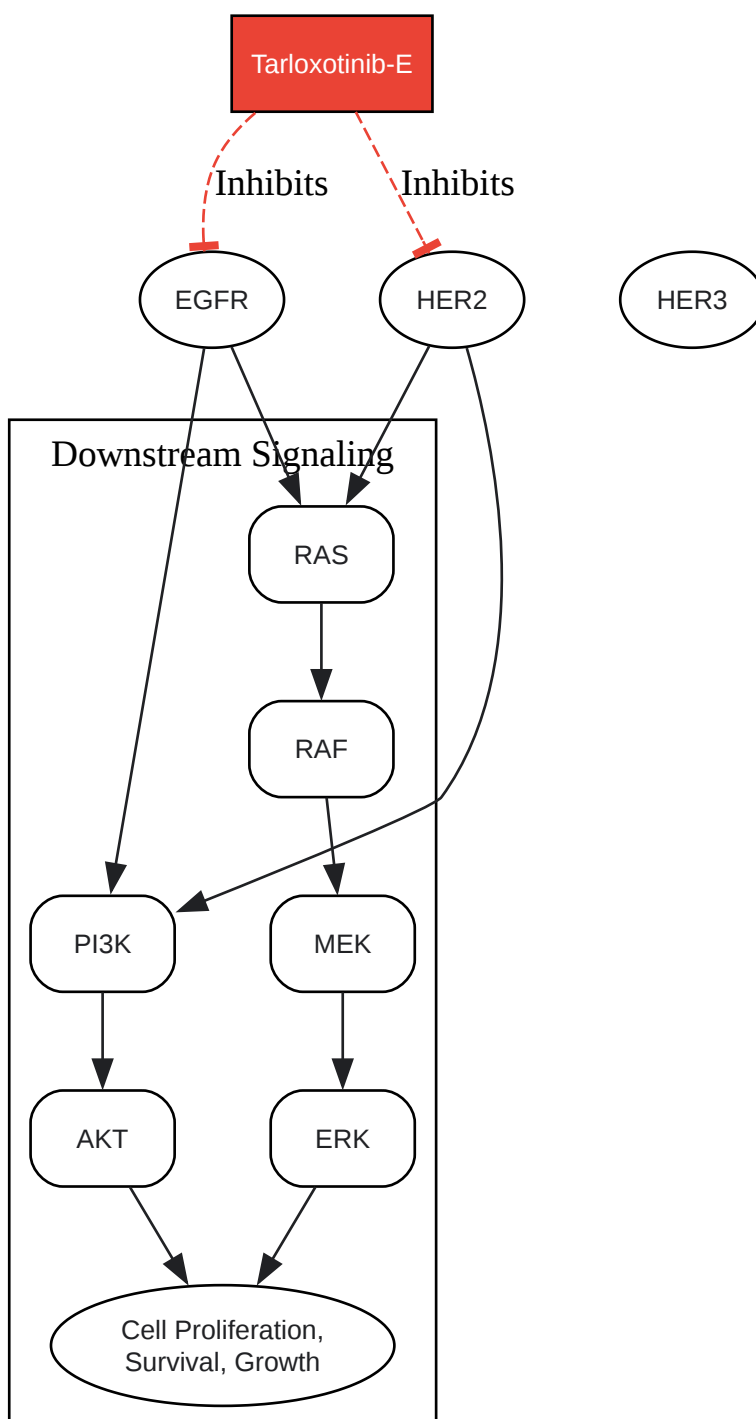 Tarloxotinib-E
Inhibits
Inhibits
EGFR
HER2
HER3
Downstream Signaling
RAS
RAF
PI3K
MEK
AKT
ERK
Cell Proliferation,
Survival, Growth